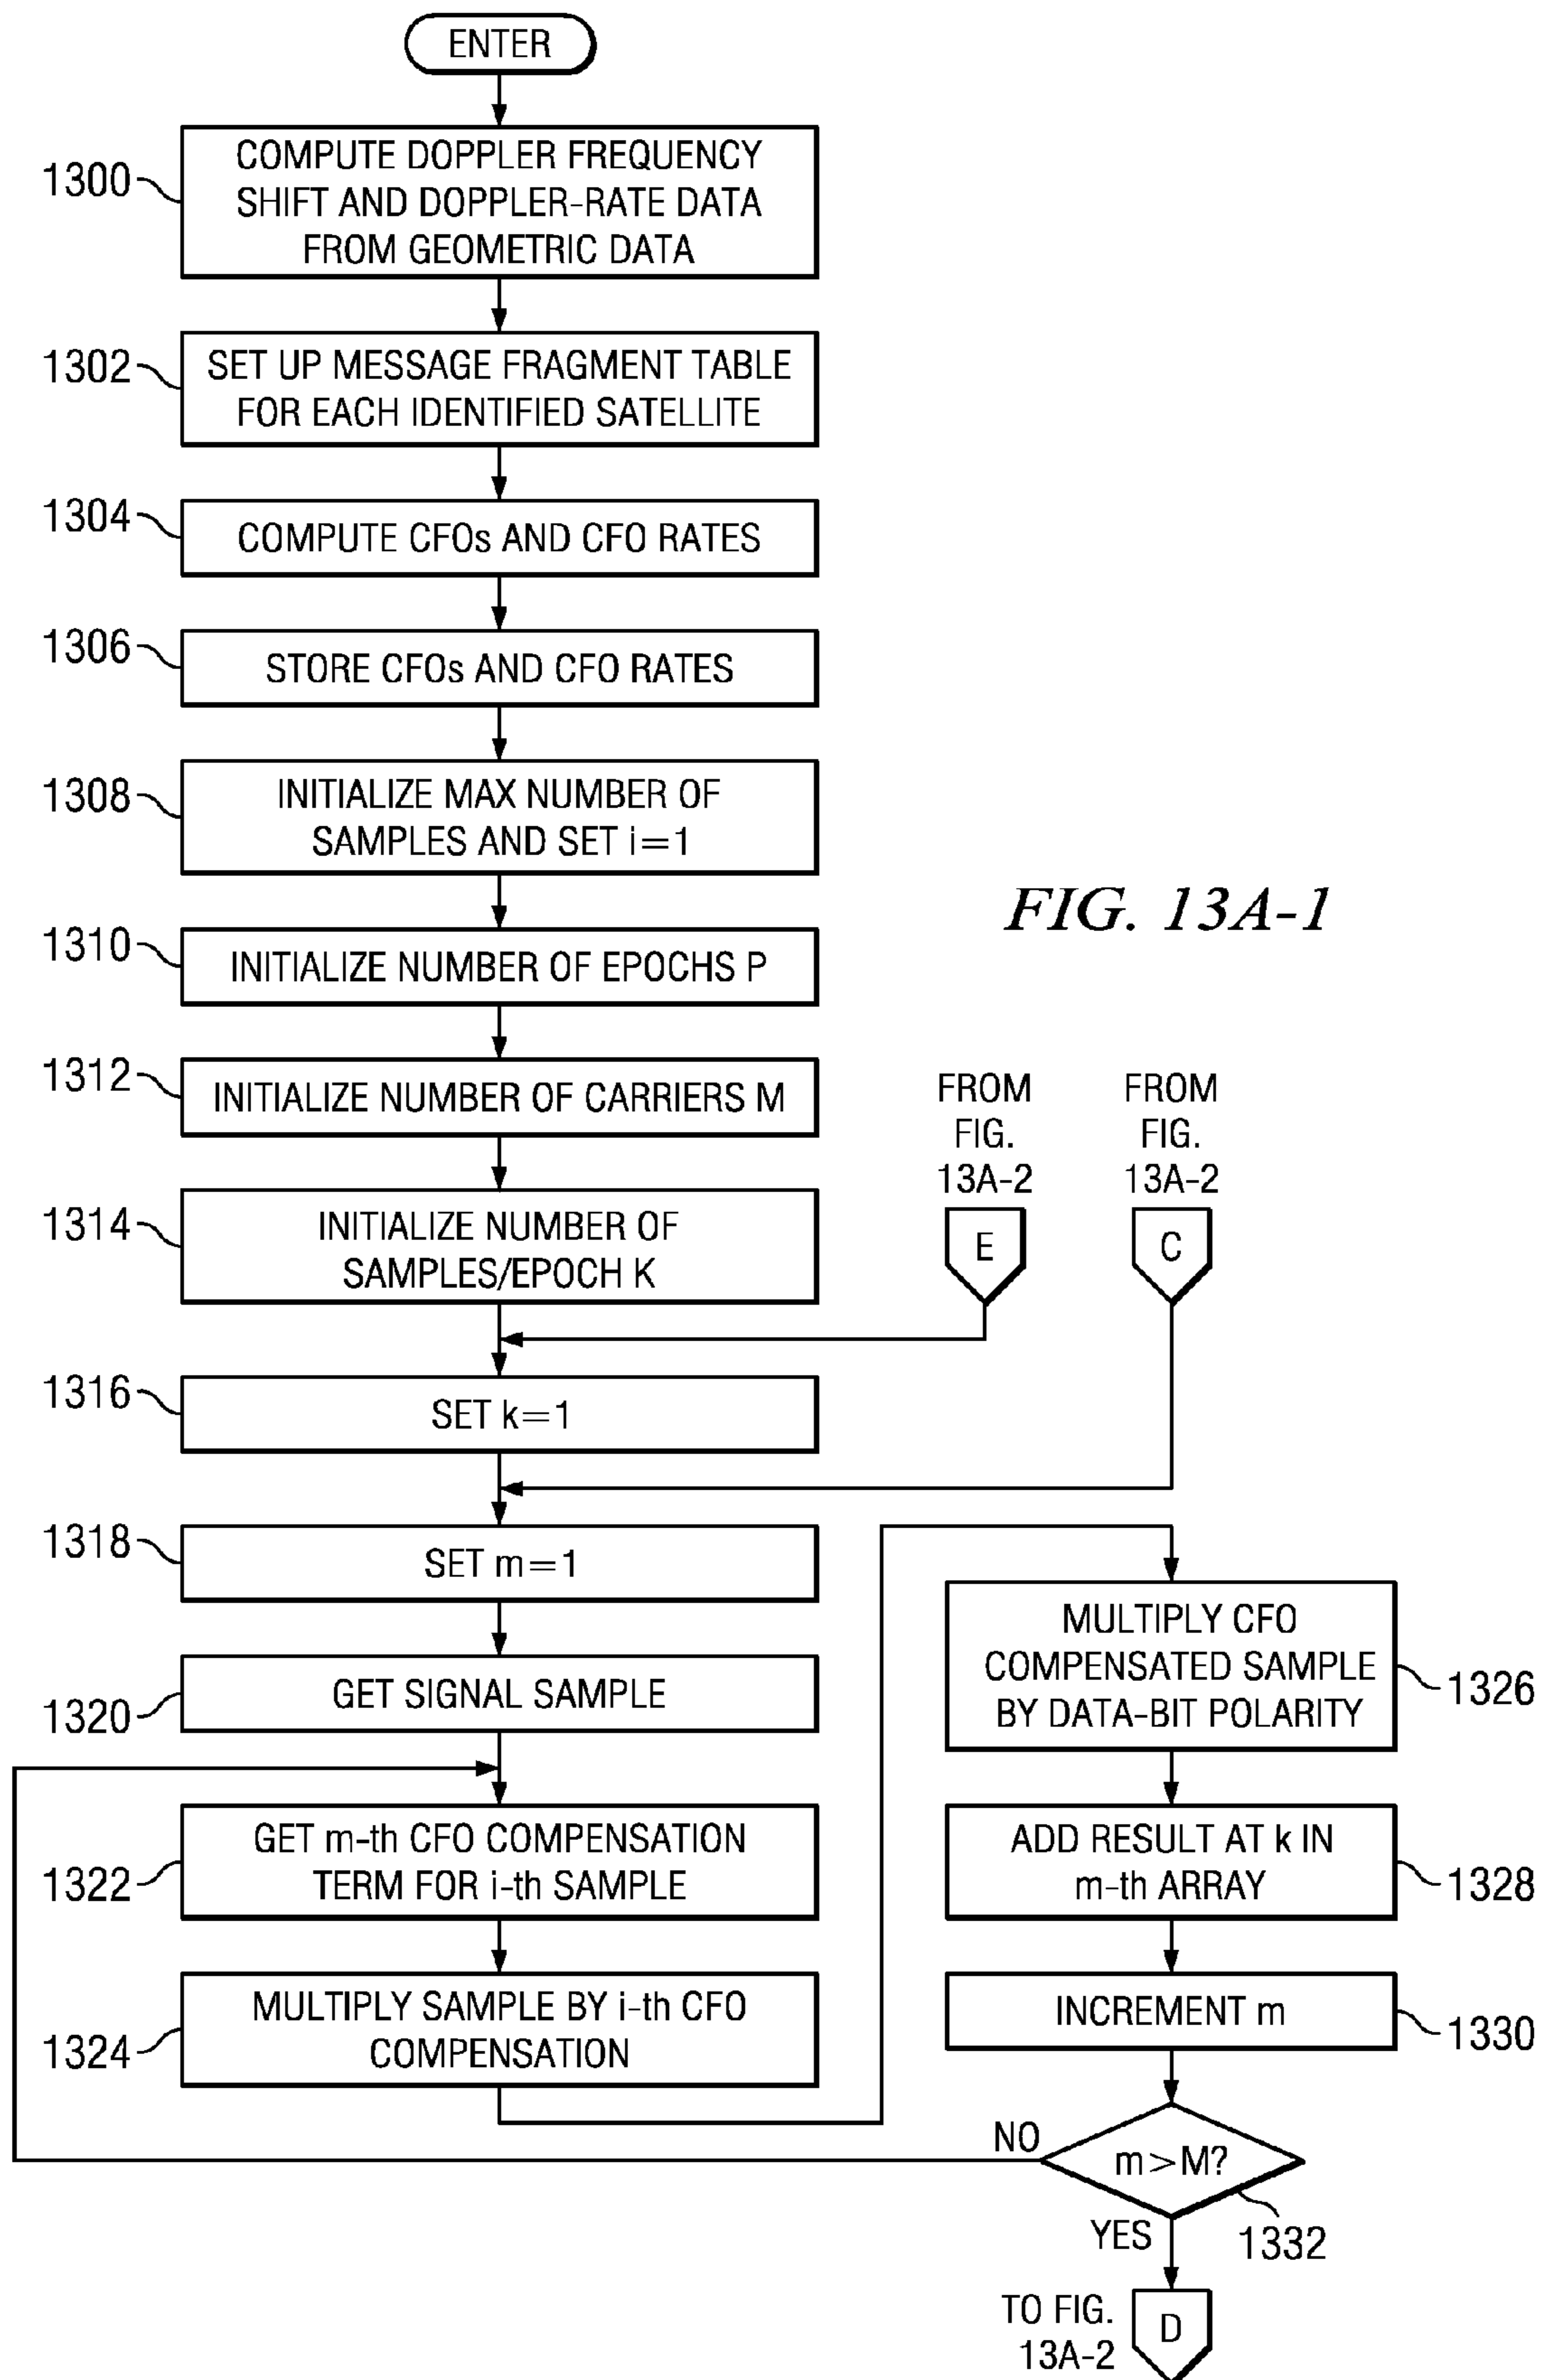 ENTER
1300
COMPUTE DOPPLER FREQUENCY
SHIFT AND DOPPLER-RATE DATA
FROM GEOMETRIC DATA
1302
SET UP MESSAGE FRAGMENT TABLE
FOR EACH IDENTIFIED SATELLITE
1304
COMPUTE CFOs AND CFO RATES
1306
STORE CFOs AND CFO RATES
1308
INITIALIZE MAX NUMBER OF
SAMPLES AND SET i=1
FIG. 13A-1
1310
INITIALIZE NUMBER OF EPOCHS P
1312
INITIALIZE NUMBER OF CARRIERS M
1314
INITIALIZE NUMBER OF
SAMPLES/EPOCH K
FROM
FIG.
13A-2
E
FROM
FIG.
13A-2
C
1316
SET k=1
1318
SET m=1
1320
GET SIGNAL SAMPLE
1322
GET m-th CFO COMPENSATION
TERM FOR i-th SAMPLE
1324
MULTIPLY SAMPLE BY i-th CFO
COMPENSATION
MULTIPLY CFO
COMPENSATED SAMPLE
BY DATA-BIT POLARITY
1326
ADD RESULT AT k IN
m-th ARRAY
1328
INCREMENT m
1330
NO
m>M?
YES
1332
TO FIG.
13A-2
D